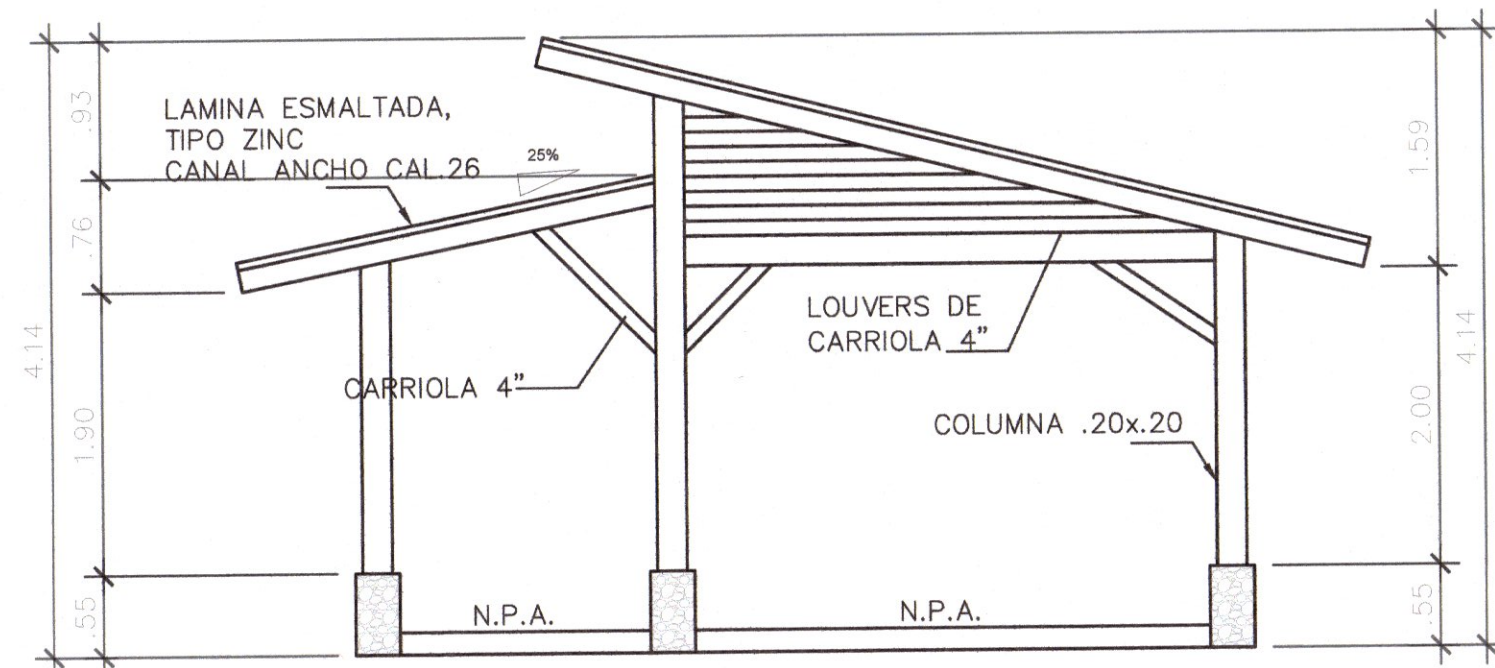 LAMINA ESMALTADA,
TIPO ZINC
CANAL ANCHO CAL.26
25%
.93
.76
4.14
1.90
.55
CARRIOLA 4”
LOUVERS DE
CARRIOLA 4”
COLUMNA .20x.20
N.P.A.
N.P.A.
1.59
4.14
2.00
.55